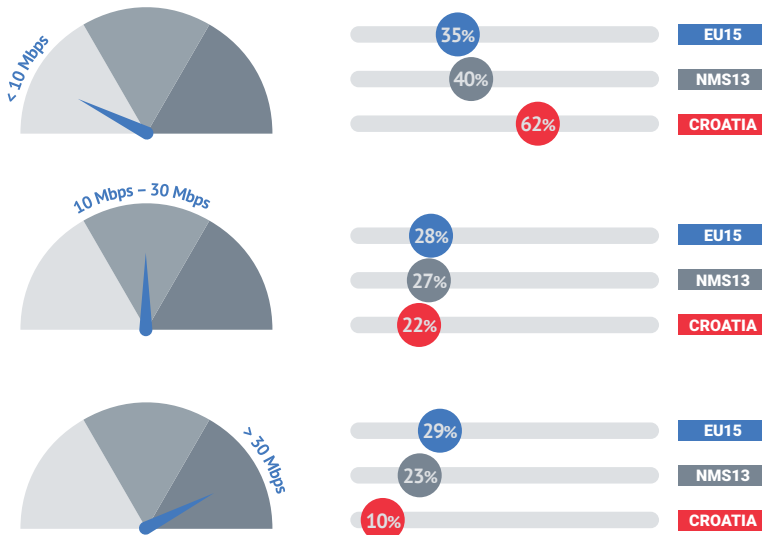 < 10 Mbps
35% EU15
40% NMS13
62% CROATIA
10 Mbps – 30 Mbps
28% EU15
27% NMS13
22% CROATIA
> 30 Mbps
29% EU15
23% NMS13
10% CROATIA